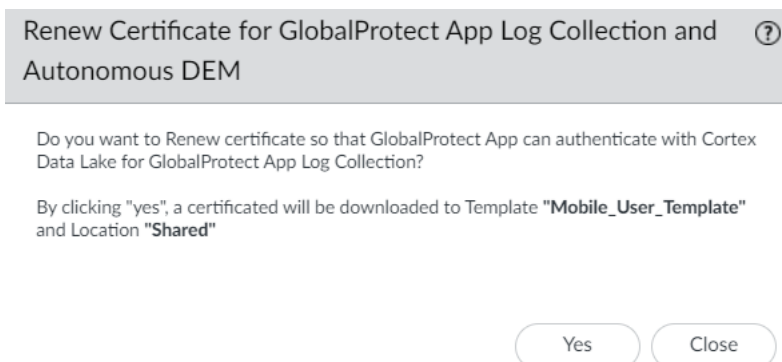 Renew Certificate for GlobalProtect App Log Collection and
Autonomous DEM
Do you want to Renew certificate so that GlobalProtect App can authenticate with Cortex
Data Lake for GlobalProtect App Log Collection?
By clicking "yes", a certificated will be downloaded to Template "Mobile_User_Template"
and Location "Shared"
Yes Close